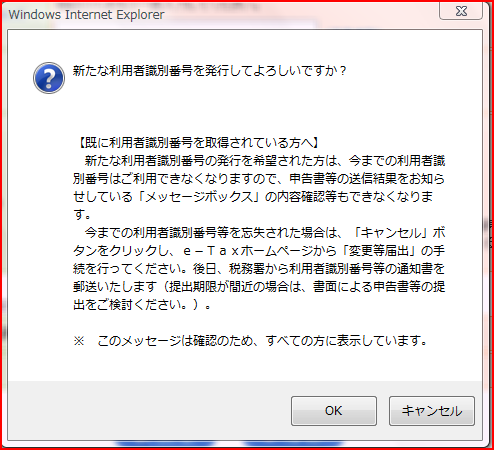 Windows Internet Explorer
新たな利用者識別番号を発行してよろしいですか？
【既に利用者識別番号を取得されている方へ】
　新たな利用者識別番号の発行を希望された方は、今までの利用者識
別番号はご利用できなくなりますので、申告書等の送信結果をお知ら
せしている「メッセージボックス」の内容確認等もできなくなりま
す。
　今までの利用者識別番号等を忘失された場合は、「キャンセル」ボ
タンをクリックし、ｅ－Ｔａｘホームページから「変更等届出」の手
続を行ってください。後日、税務署から利用者識別番号等の通知書を
郵送いたします（提出期限が間近の場合は、書面による申告書等の提
出をご検討ください。）。
※　このメッセージは確認のため、すべての方に表示しています。
OK
キャンセル